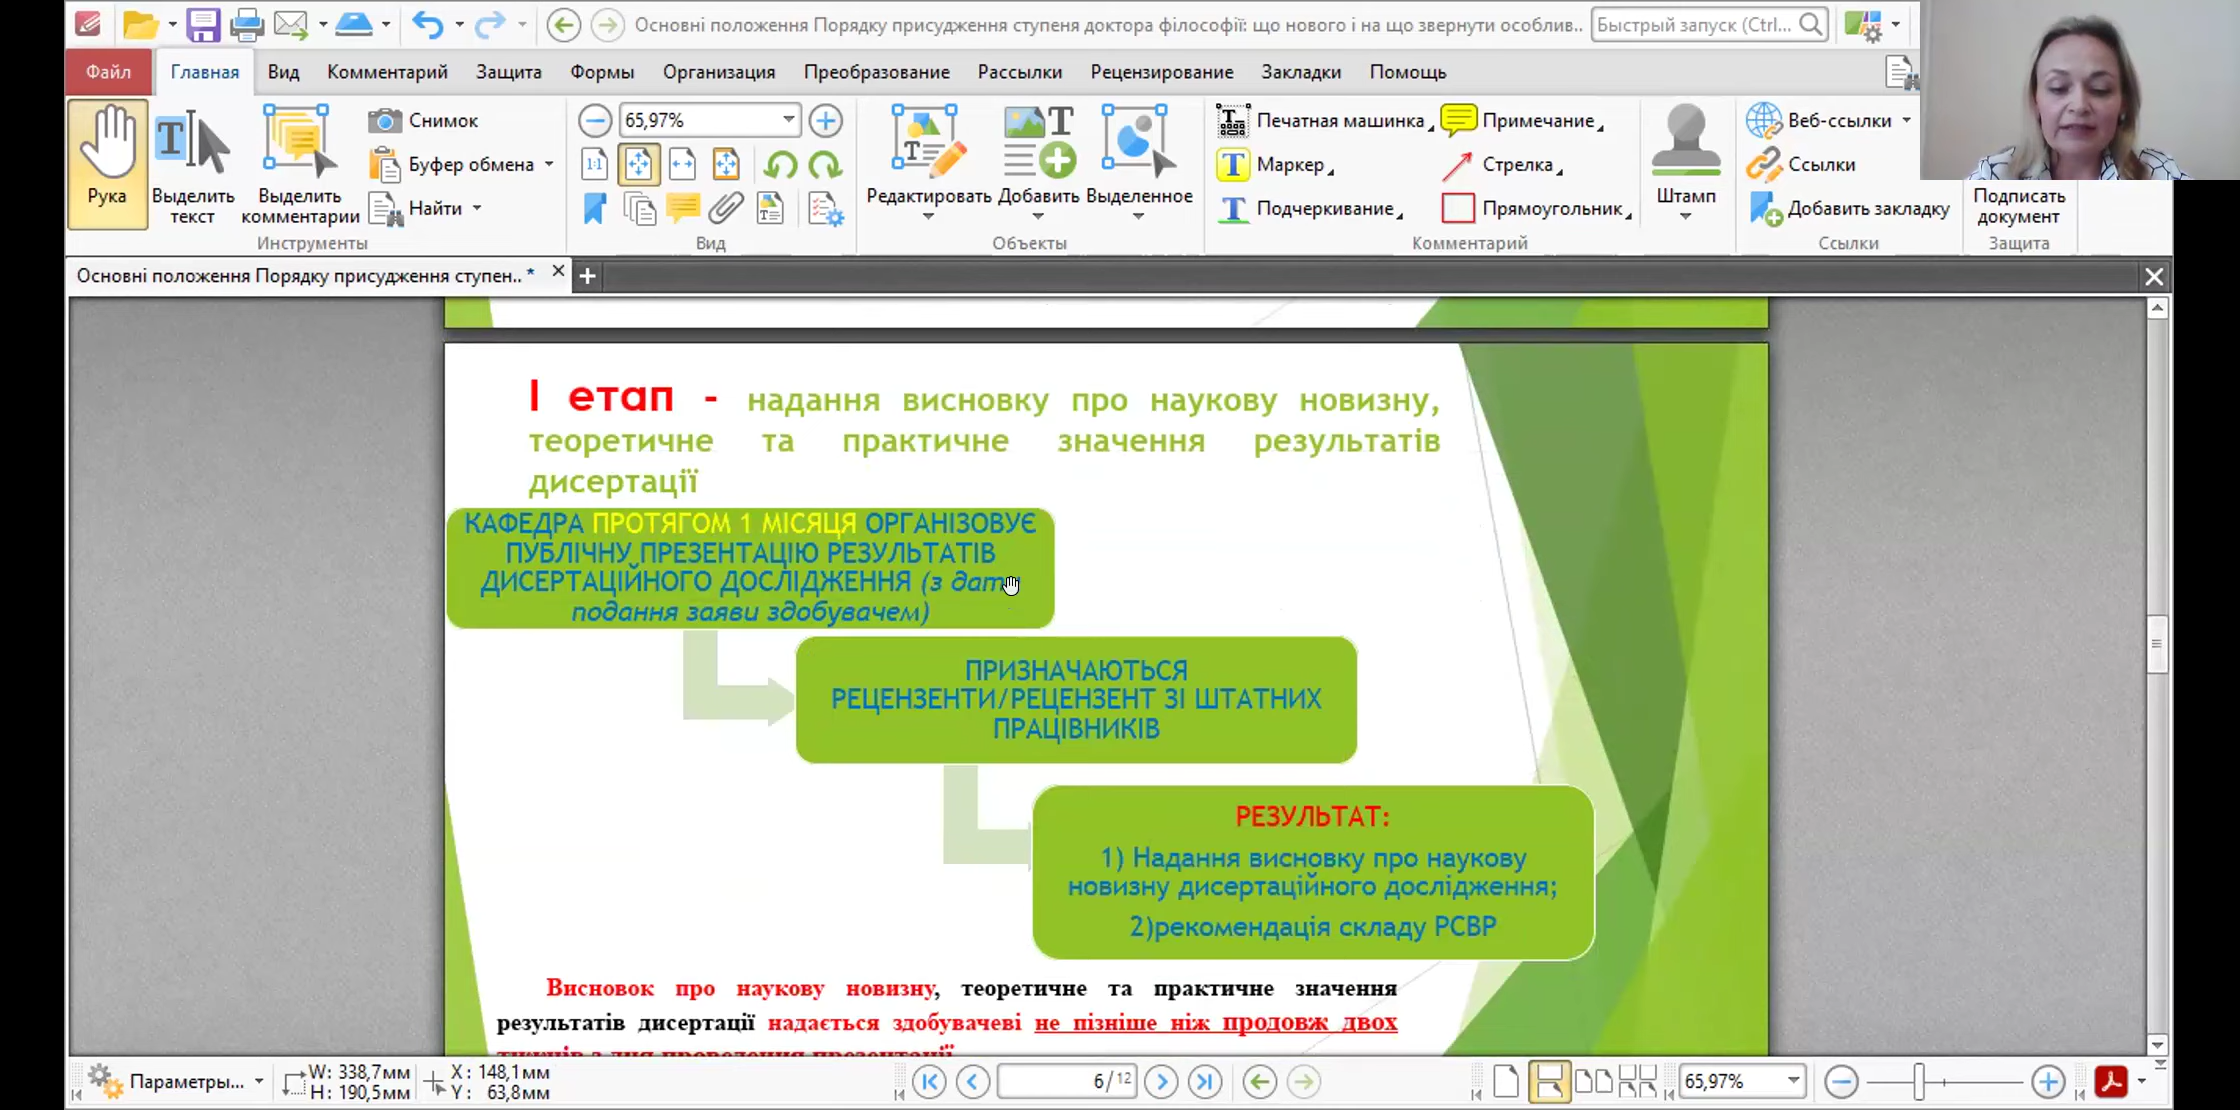 Основні положення Порядку присудження ступеня доктора філософії: що нового і на що звернути особлив..
Быстрый запуск (Ctrl...
Файл Главная Вид Комментарий Защита Формы Организация Преобразование Рассылки Рецензирование Закладки Помощь
Рука
Выделить текст
Выделить комментарии
Снимок
Буфер обмена
Найти
Инструменты
65,97%
1:1
Вид
Редактировать
Добавить
Выделенное
Объекты
Печатная машинка
Маркер
Подчеркивание
Примечание
Стрелка
Прямоугольник
Штамп
Комментарий
Веб-ссылки
Ссылки
Добавить закладку
Ссылки
Подписать документ
Защита
Основні положення Порядку присудження ступен.. *
І етап - надання висновку про наукову новизну,
теоретичне та практичне значення результатів
дисертації
КАФЕДРА ПРОТЯГОМ 1 МІСЯЦЯ ОРГАНІЗОВУЄ
ПУБЛІЧНУ ПРЕЗЕНТАЦІЮ РЕЗУЛЬТАТІВ
ДИСЕРТАЦІЙНОГО ДОСЛІДЖЕННЯ (з дати
подання заяви здобувачем)
ПРИЗНАЧАЮТЬСЯ
РЕЦЕНЗЕНТИ/РЕЦЕНЗЕНТ ЗІ ШТАТНИХ
ПРАЦІВНИКІВ
РЕЗУЛЬТАТ:
1) Надання висновку про наукову
новизну дисертаційного дослідження;
2)рекомендація складу РСВР
Висновок про наукову новизну, теоретичне та практичне значення
результатів дисертації надається здобувачеві не пізніше ніж продовж двох
тижнів з дня проведення презентації
Параметры...
W: 338,7мм
H: 190,5мм
X: 148,1мм
Y: 63,8мм
6/12
65,97%